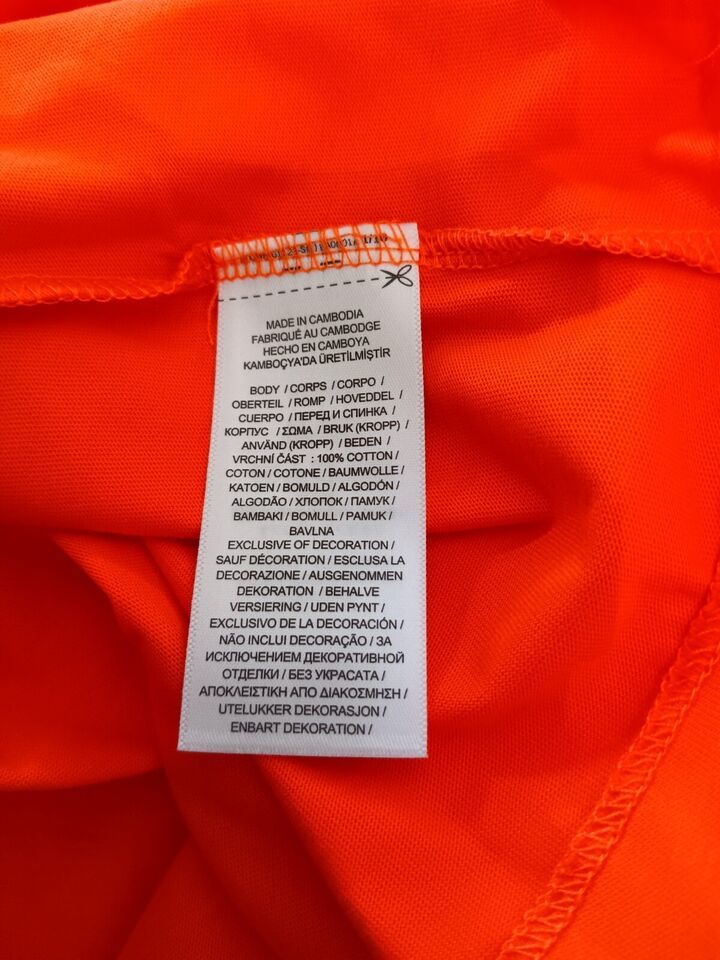 MADE IN CAMBODIA
FABRIQUÉ AU CAMBODGE
HECHO EN CAMBOYA
KAMBOÇYA'DA ÜRETİLMİŞTİR
BODY / CORPS / CORPO /
OBERTEIL / ROMP / HOVEDDEL /
CUERPO / ПЕРЕД И СПИНКА /
КОРПУС / ΣΩΜΑ / BRUK (KROPP) /
ANVÄND (KROPP) / BEDEN /
VRCHNÍ ČÁST : 100% COTTON /
COTON / COTONE / BAUMWOLLE /
KATOEN / BOMULD / ALGODÓN /
ALGODÃO / ХЛОПОК / ПАМУК /
ΒΑΜΒΑΚΙ / BOMULL / PAMUK /
BAVLNA
EXCLUSIVE OF DECORATION /
SAUF DÉCORATION / ESCLUSA LA
DECORAZIONE / AUSGENOMMEN
DEKORATION / BEHALVE
VERSIERING / UDEN PYNT /
EXCLUSIVO DE LA DECORACIÓN /
NÃO INCLUI DECORAÇÃO / ЗА
ИСКЛЮЧЕНИЕМ ДЕКОРАТИВНОЙ
ОТДЕЛКИ / БЕЗ УКРАСАТА /
ΑΠΟΚΛΕΙΣΤΙΚΗ ΑΠΟ ΔΙΑΚΟΣΜΗΣΗ /
UTELUKKER DEKORASJON /
ENBART DEKORATION /